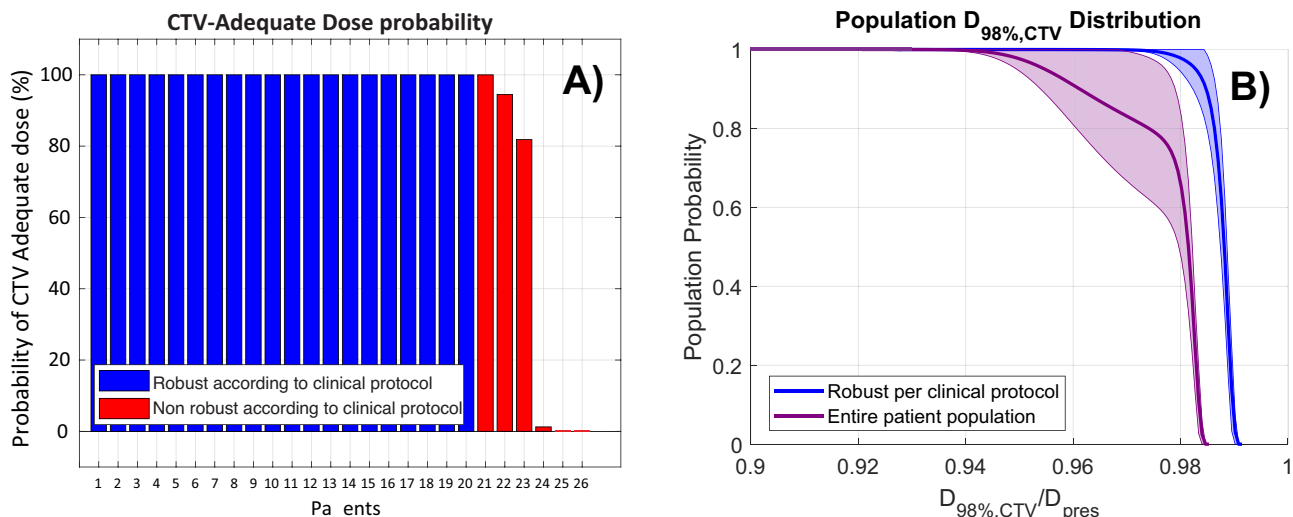 CTV-Adequate Dose probability
A)
Probability of CTV Adequate dose (%)
100
80
60
40
20
0
Robust according to clinical protocol
Non robust according to clinical protocol
1 2 3 4 5 6 7 8 9 10 11 12 13 14 15 16 17 18 19 20 21 22 23 24 25 26
Pa ents
Population D98%,CTV Distribution
B)
Population Probability
1
0.8
0.6
0.4
0.2
0
Robust per clinical protocol
Entire patient population
0.9 0.92 0.94 0.96 0.98 1
D98%,CTV/Dpres